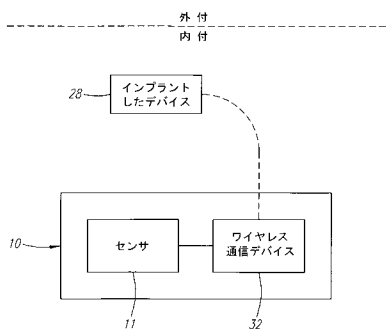 外付
内付
28
インプラント
したデバイス
10
センサ
ワイヤレス
通信デバイス
11
32